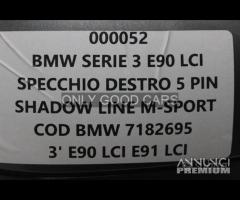 000052
BMW SERIE 3 E90 LCI
SPECCHIO DESTRO 5 PIN
ONLY GOOD CARS
SHADOW LINE M-SPORT
COD BMW 7182695
3' E90 LCI E91 LCI
ANNUNCI
PREMIUM